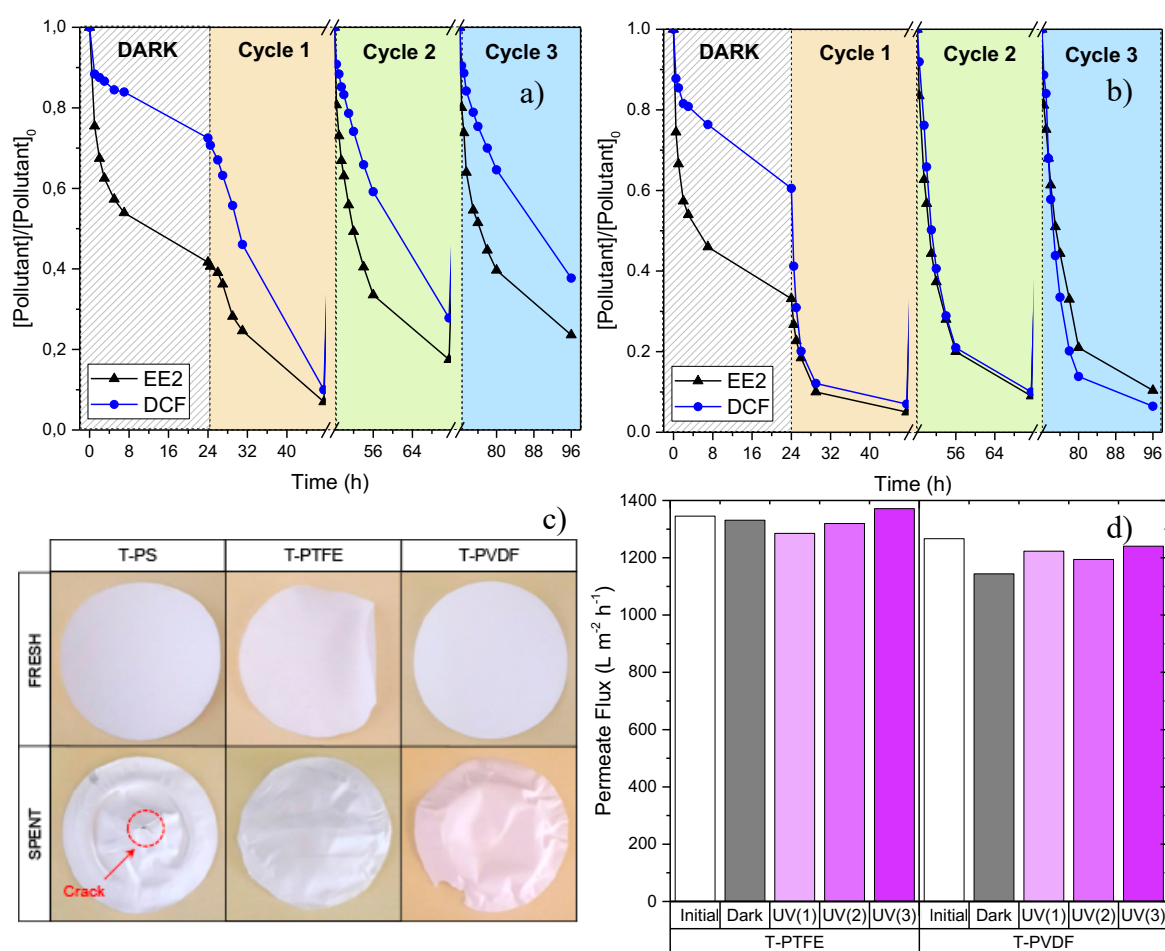 DARK Cycle 1 Cycle 2 Cycle 3
a)
[Pollutant]/[Pollutant]₀
1,0
0,8
0,6
0,4
0,2
0,0
EE2
DCF
0 8 16 24 32 40 56 64 80 88 96
Time (h)
DARK Cycle 1 Cycle 2 Cycle 3
b)
[Pollutant]/[Pollutant]₀
1,0
0,8
0,6
0,4
0,2
0,0
EE2
DCF
0 8 16 24 32 40 56 64 80 88 96
Time (h)
c)
T-PS T-PTFE T-PVDF
FRESH
SPENT
Crack
d)
Permeate Flux (L m⁻² h⁻¹)
1400
1200
1000
800
600
400
200
0
Initial Dark UV(1) UV(2) UV(3) Initial Dark UV(1) UV(2) UV(3)
T-PTFE T-PVDF